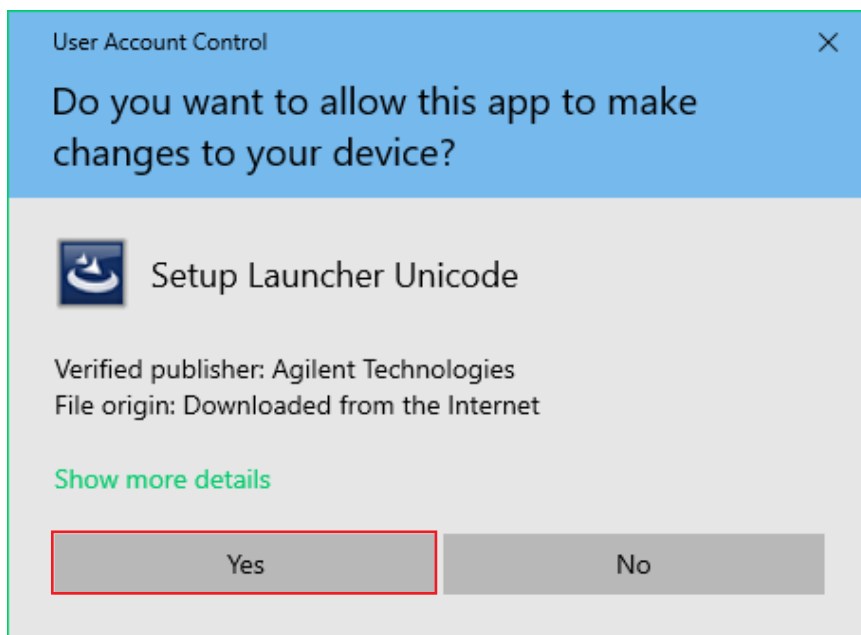 User Account Control
Do you want to allow this app to make
changes to your device?
Setup Launcher Unicode
Verified publisher: Agilent Technologies
File origin: Downloaded from the Internet
Show more details
Yes
No